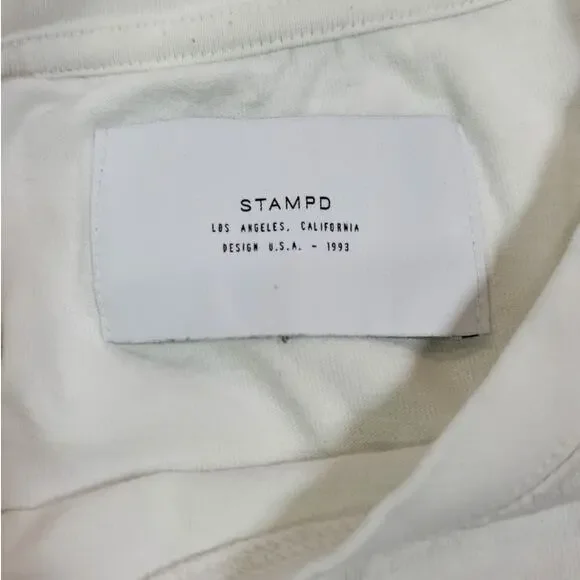 STAMPD
LOS ANGELES, CALIFORNIA
DESIGN U.S.A. - 1993